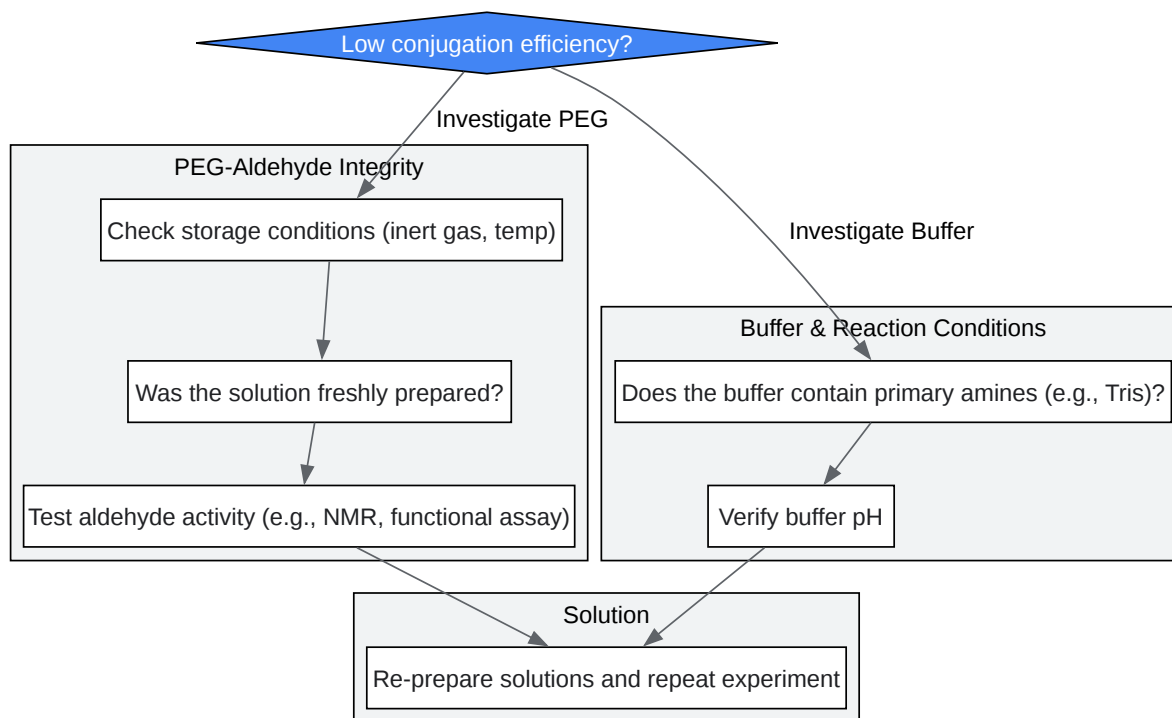 Low conjugation efficiency?
Investigate PEG
PEG-Aldehyde Integrity
Check storage conditions (inert gas, temp)
Was the solution freshly prepared?
Test aldehyde activity (e.g., NMR, functional assay)
Investigate Buffer
Buffer & Reaction Conditions
Does the buffer contain primary amines (e.g., Tris)?
Verify buffer pH
Solution
Re-prepare solutions and repeat experiment